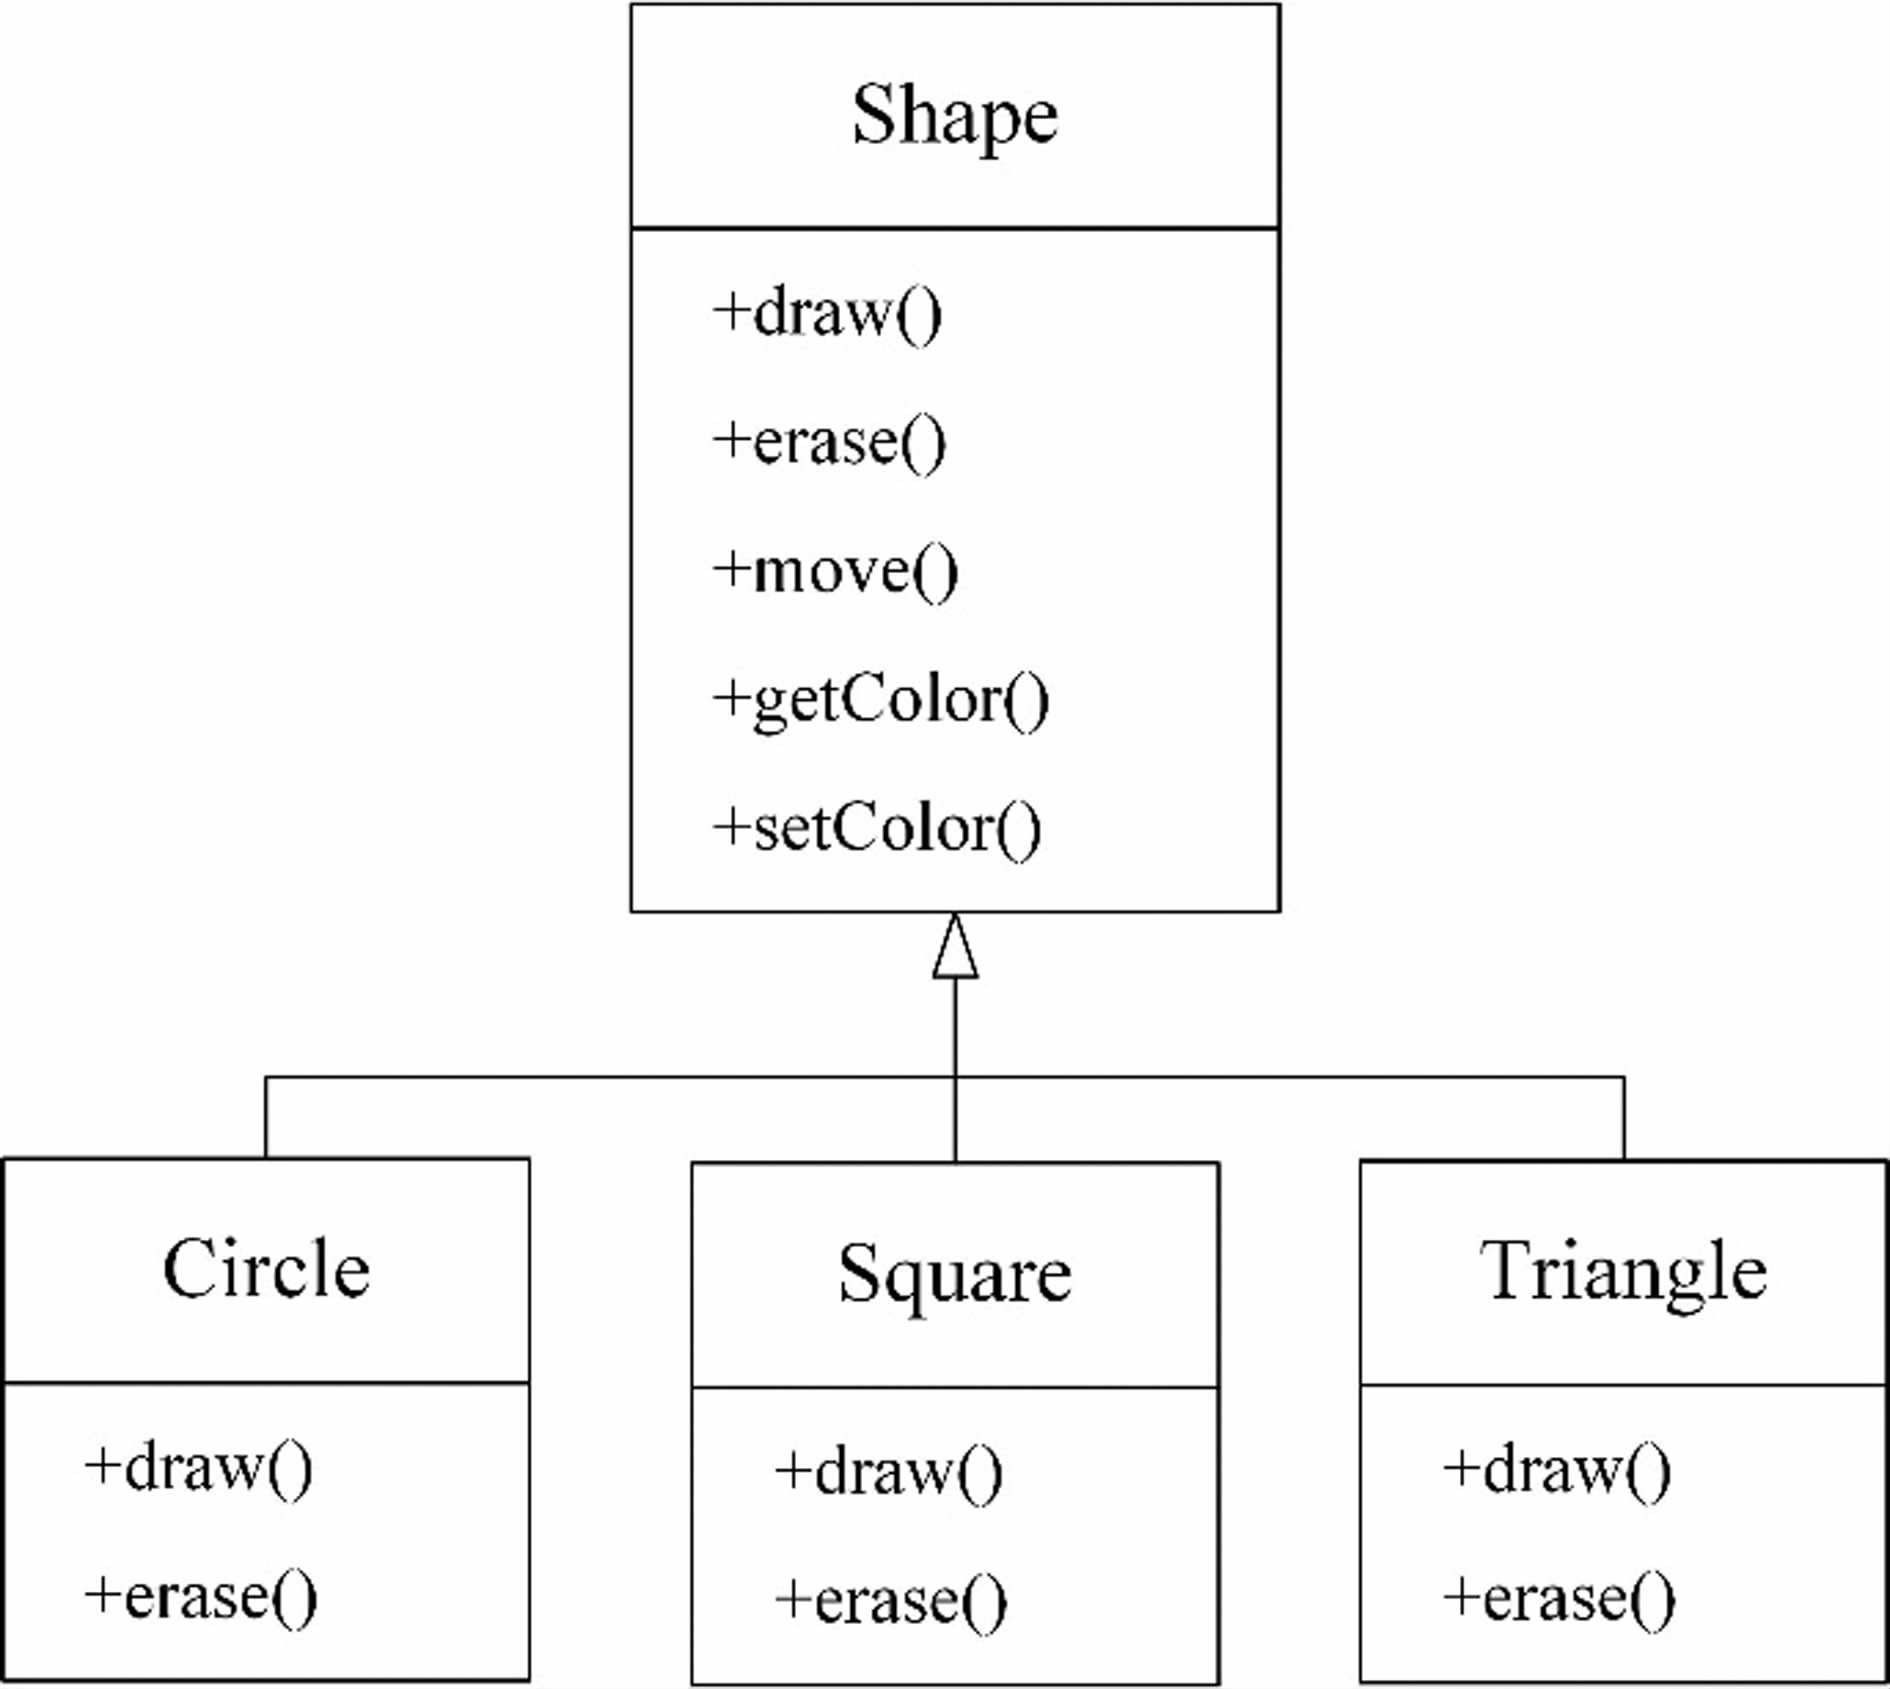 Shape
+draw()
+erase()
+move()
+getColor()
+setColor()
Circle
+draw()
+erase()
Square
+draw()
+erase()
Triangle
+draw()
+erase()